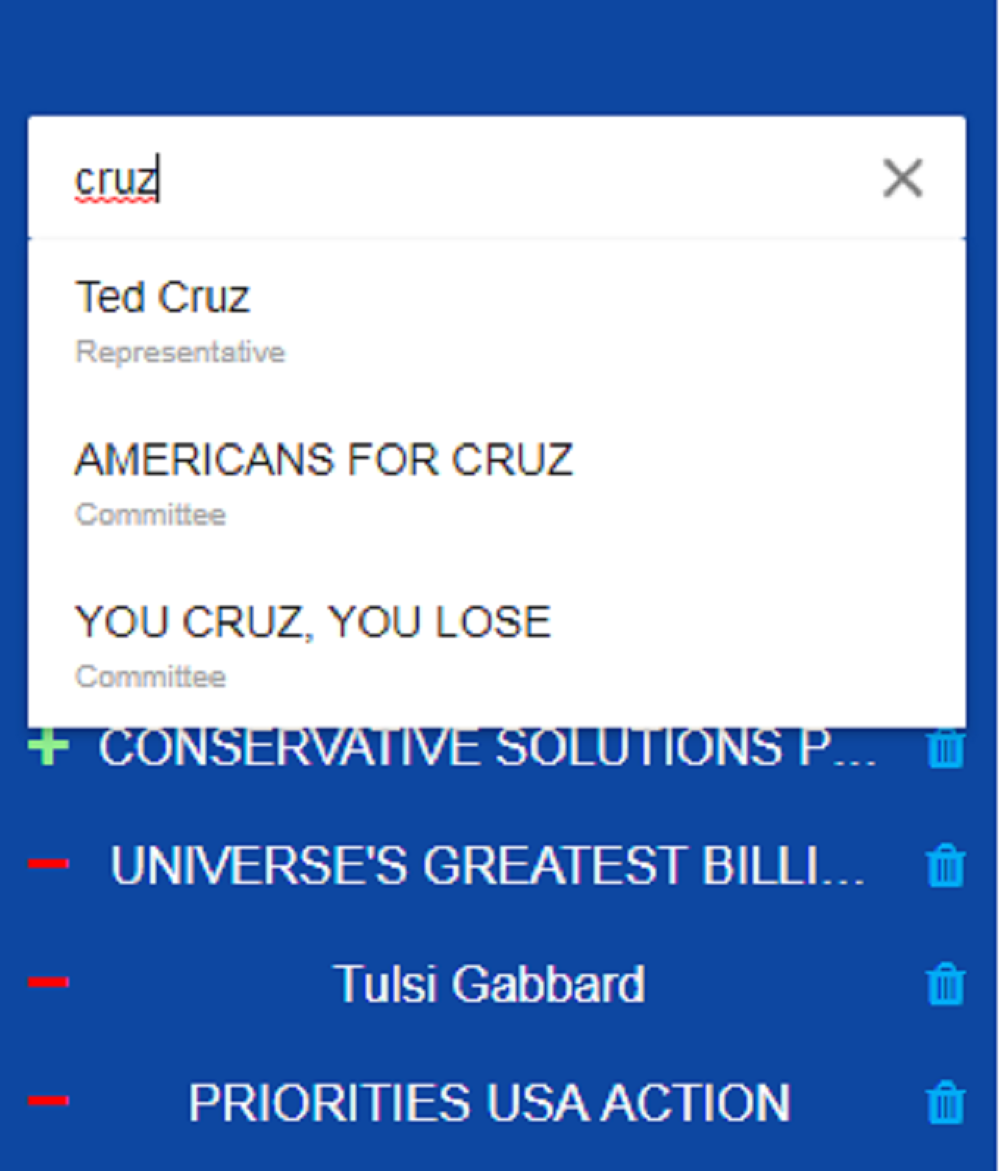 cruz
Ted Cruz
Representative
AMERICANS FOR CRUZ
Committee
YOU CRUZ, YOU LOSE
Committee
CONSERVATIVE SOLUTIONS P...
UNIVERSE'S GREATEST BILLI...
Tulsi Gabbard
PRIORITIES USA ACTION